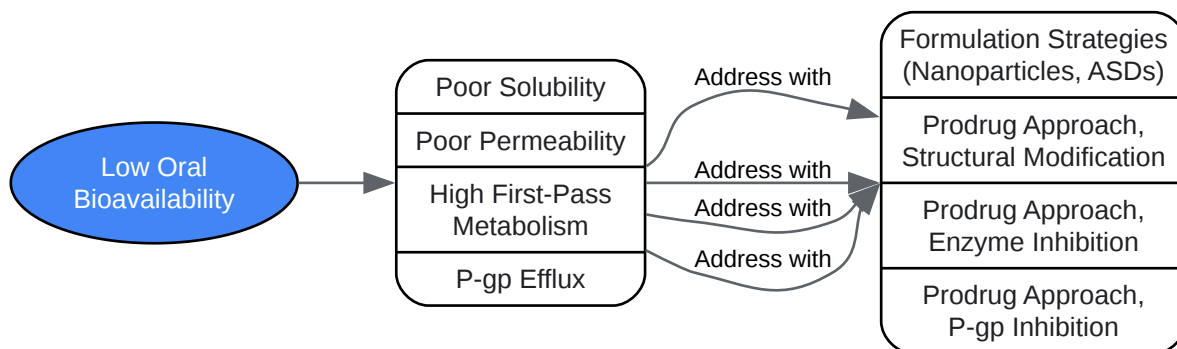 Low Oral
Bioavailability
Poor Solubility
Poor Permeability
High First-Pass
Metabolism
P-gp Efflux
Address with
Address with
Address with
Address with
Formulation Strategies
(Nanoparticles, ASDs)
Prodrug Approach,
Structural Modification
Prodrug Approach,
Enzyme Inhibition
Prodrug Approach,
P-gp Inhibition